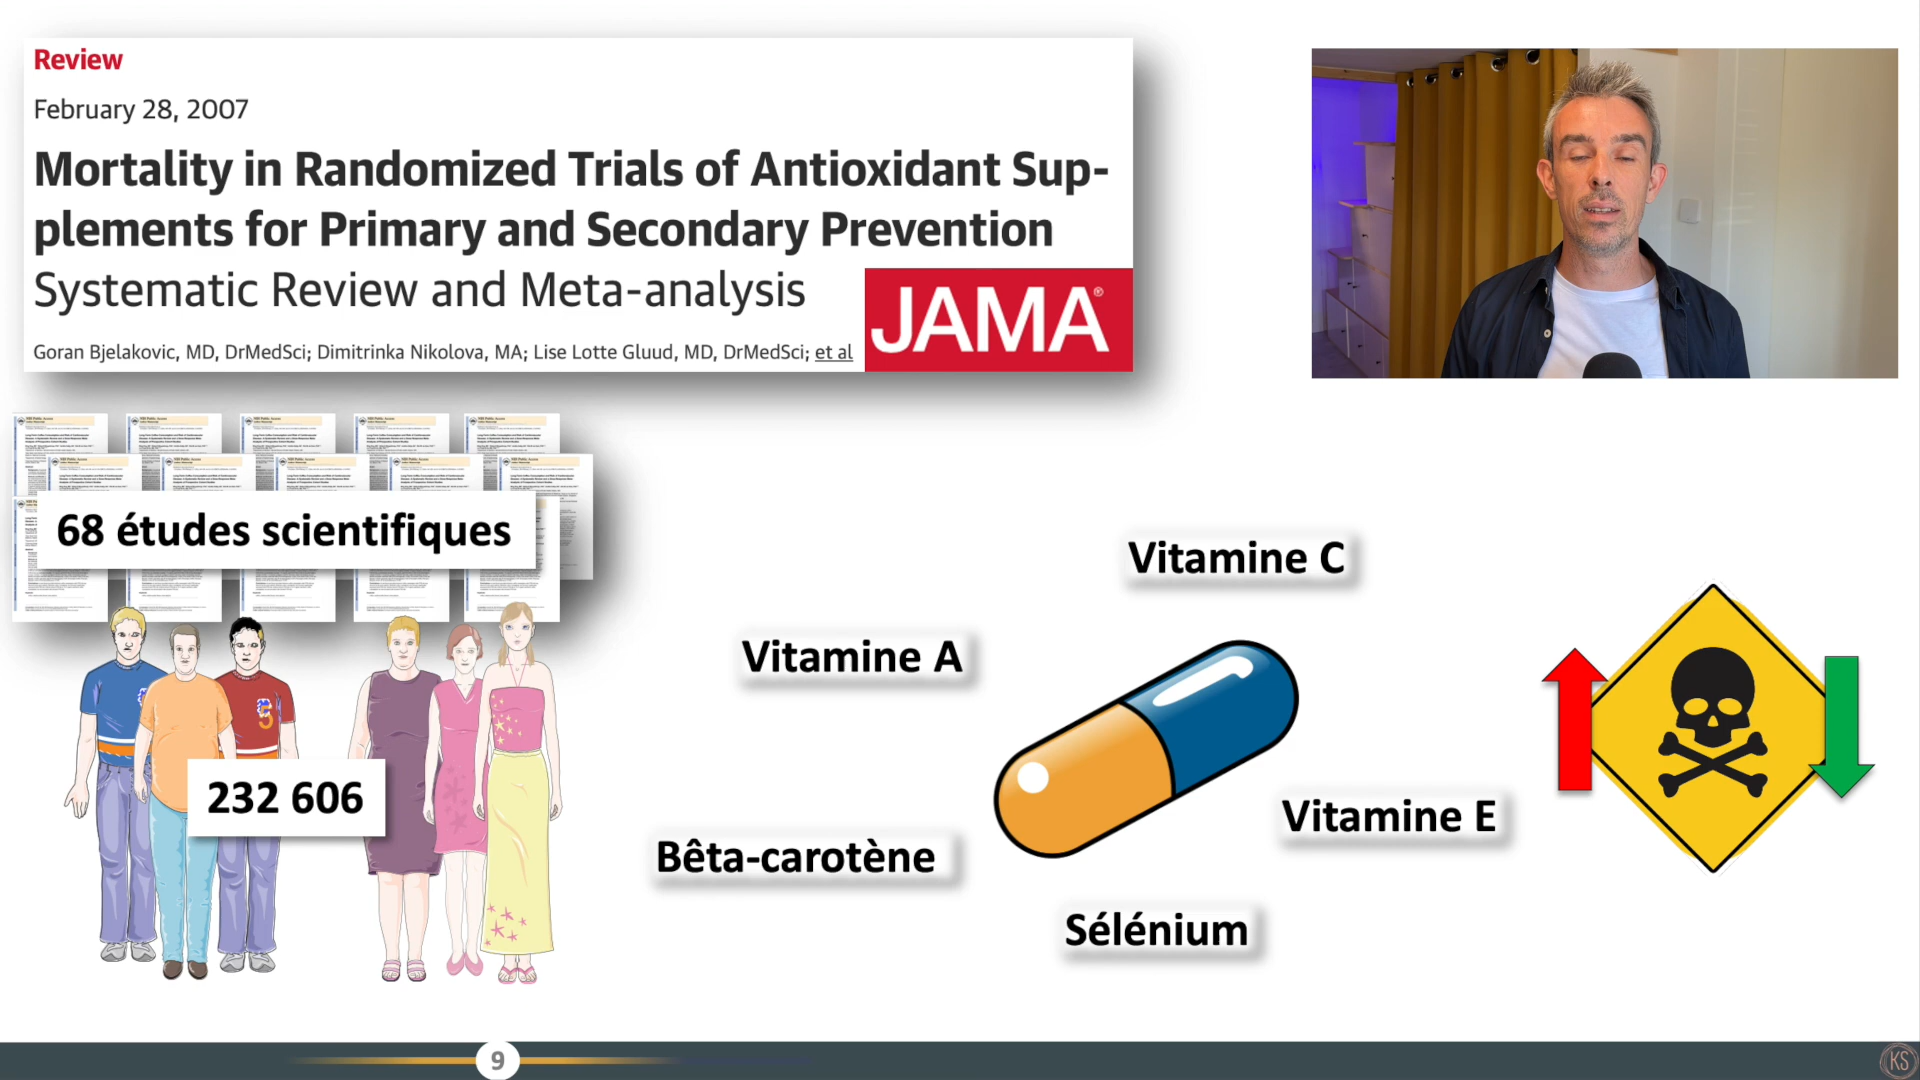 Review
February 28, 2007
Mortality in Randomized Trials of Antioxidant Sup-
plements for Primary and Secondary Prevention
Systematic Review and Meta-analysis
JAMA®
Goran Bjelakovic, MD, DrMedSci; Dimitrinka Nikolova, MA; Lise Lotte Gluud, MD, DrMedSci; et al
68 études scientifiques
232 606
Vitamine C
Vitamine A
Vitamine E
Bêta-carotène
Sélénium
9
KS